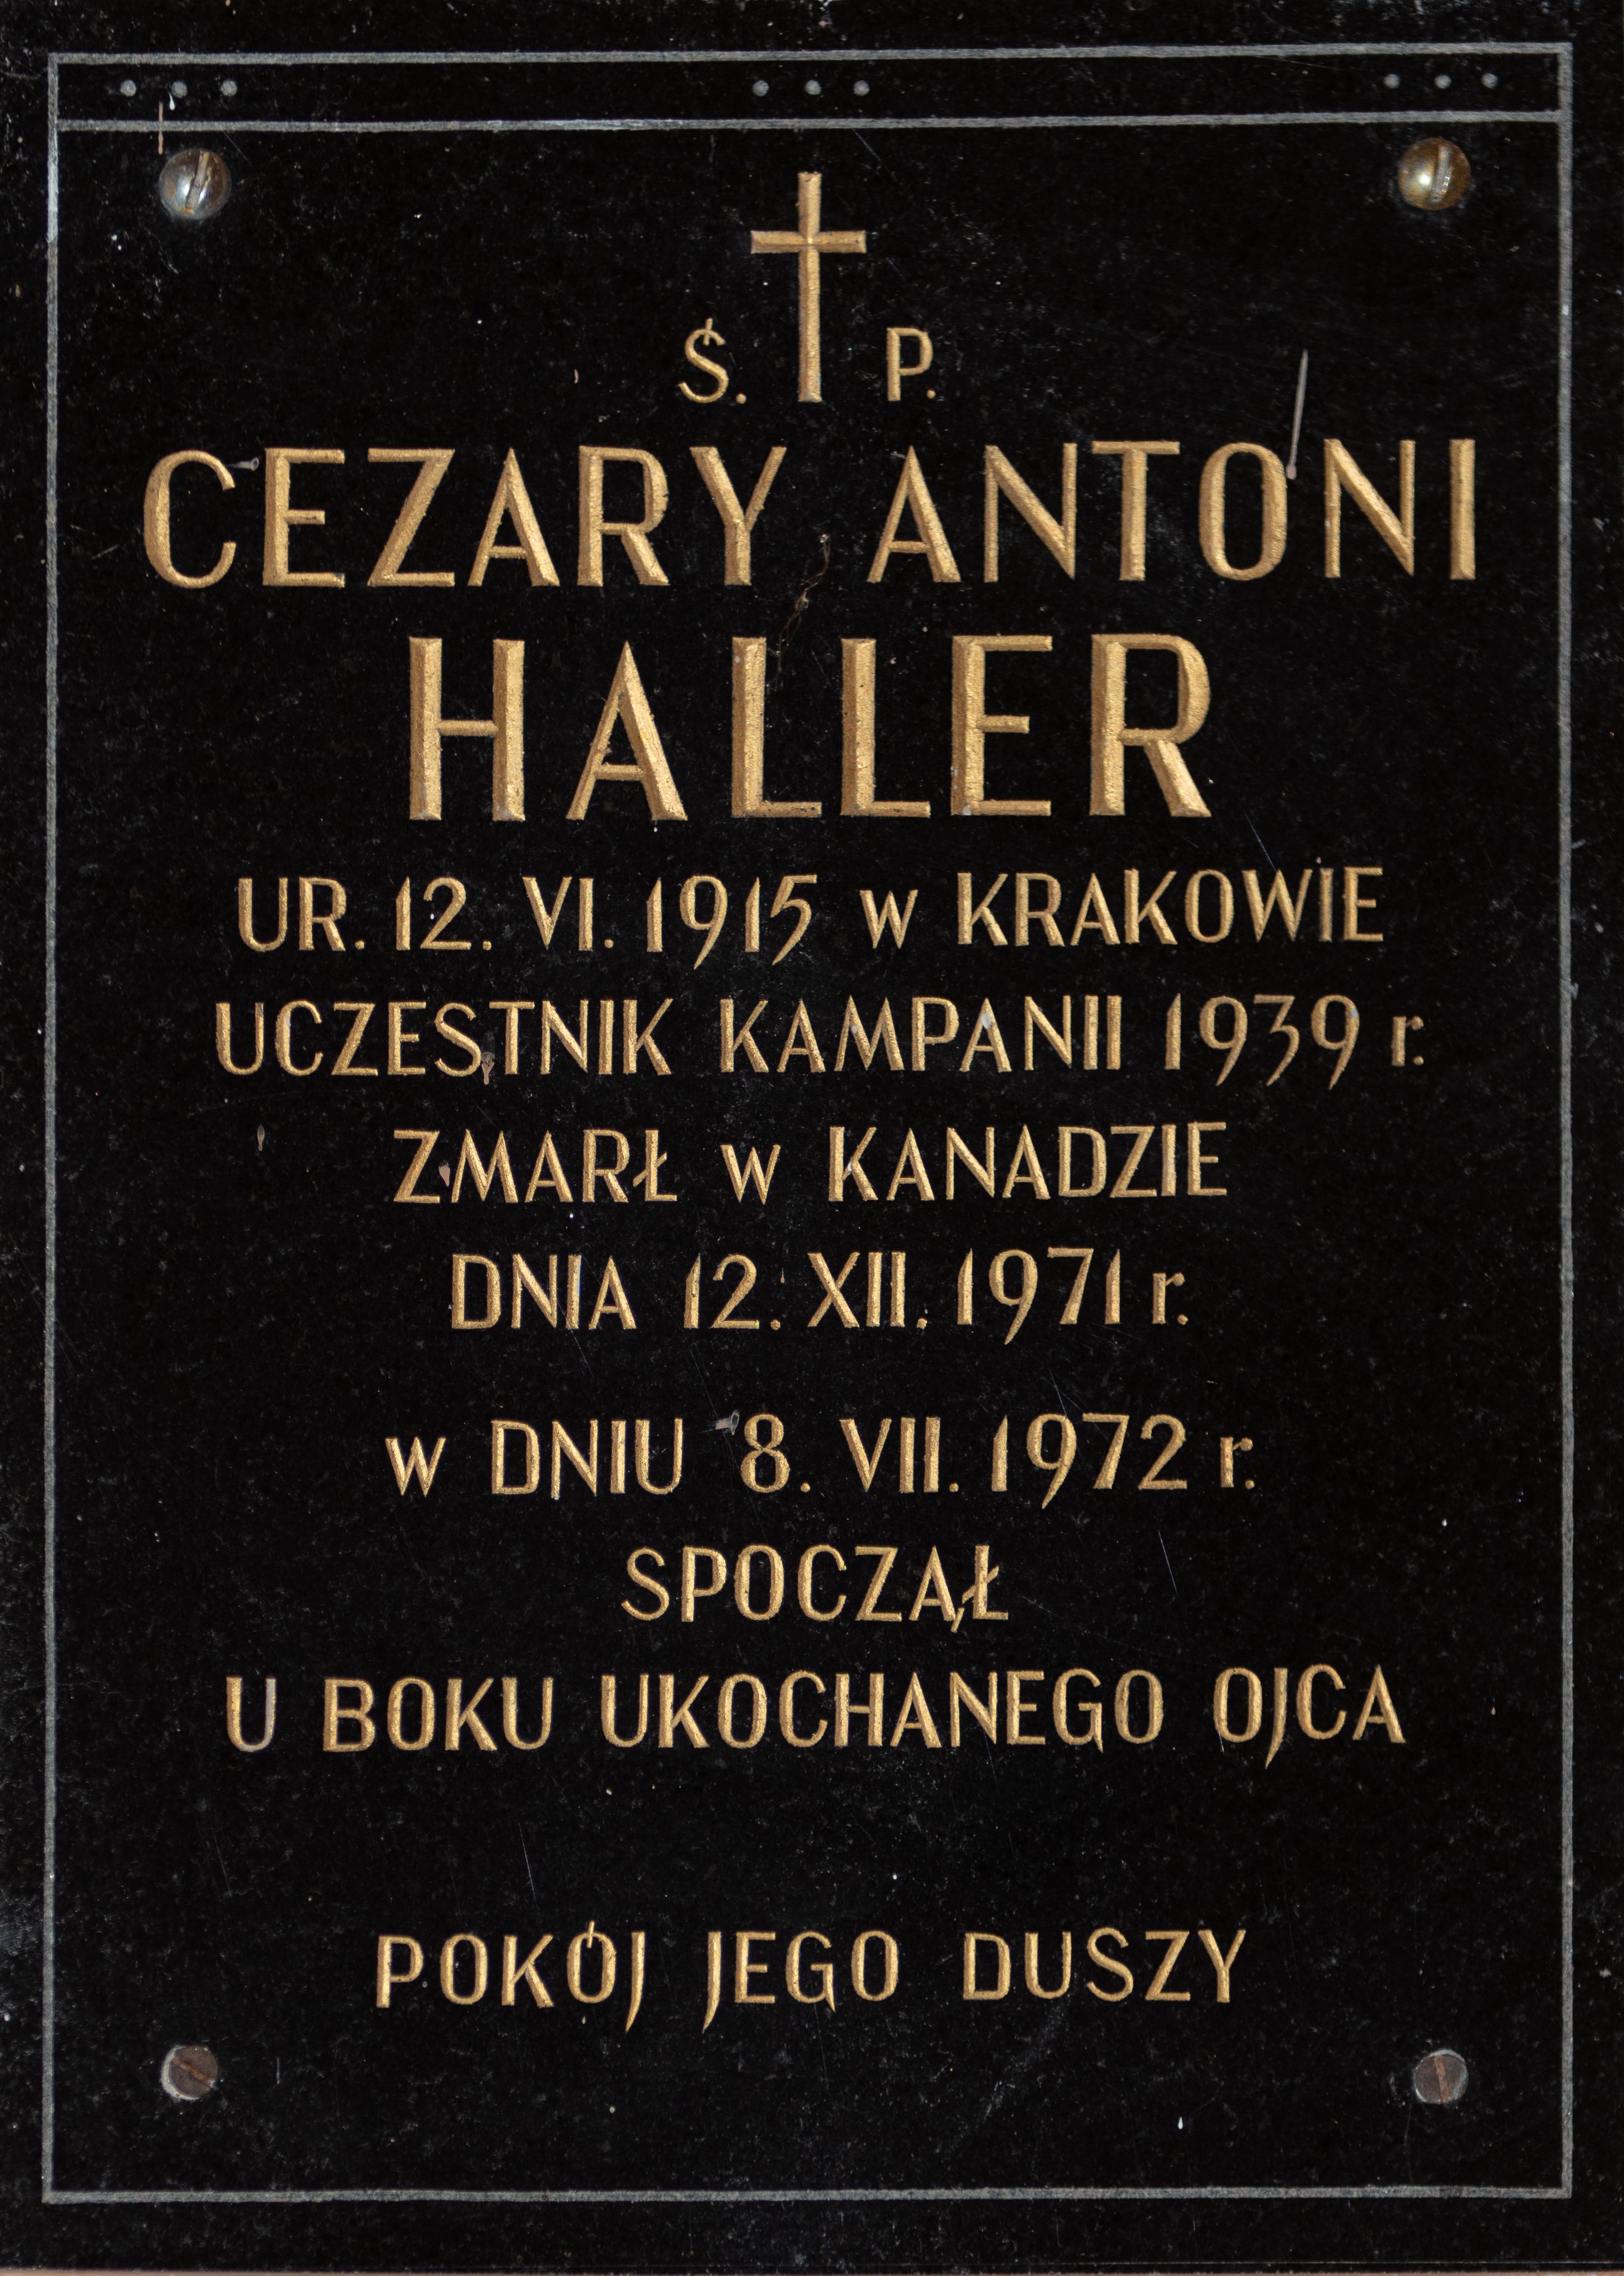 Ś. P.
CEZARY ANTONI
HALLER
UR. 12. VI. 1915 w KRAKOWIE
UCZESTNIK KAMPANII 1939 r.
ZMARŁ w KANADZIE
DNIA 12. XII. 1971 r.
w DNIU 8. VII. 1972 r.
SPOCZĄŁ
U BOKU UKOCHANEGO OJCA
POKÓJ JEGO DUSZY